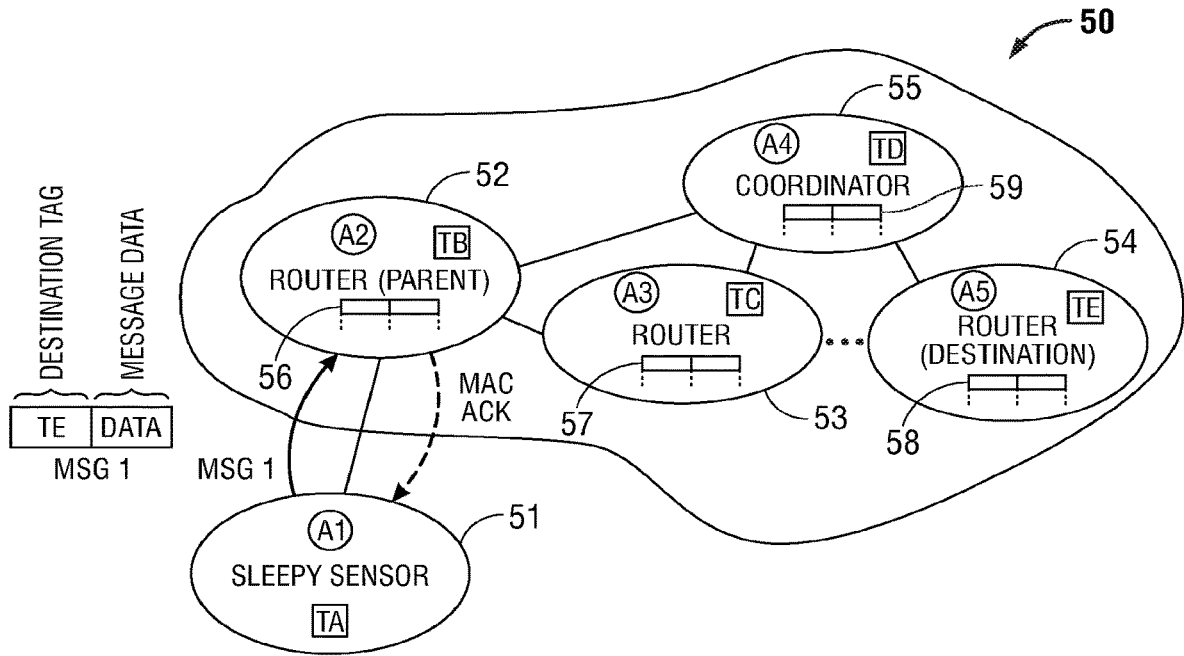 50
55
A4
TD
COORDINATOR
59
52
A2
TB
ROUTER (PARENT)
56
54
A5
TE
ROUTER
(DESTINATION)
58
A3
TC
ROUTER
57
53
DESTINATION TAG
MESSAGE DATA
TE DATA
MSG 1
MSG 1
MAC
ACK
51
A1
SLEEPY SENSOR
TA